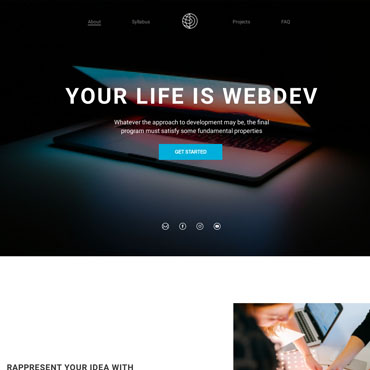 About
Syllabus
Projects
FAQ
YOUR LIFE IS WEBDEV
Whatever the approach to development may be, the final
program must satisfy some fundamental properties
GET STARTED
RAPPRESENT YOUR IDEA WITH